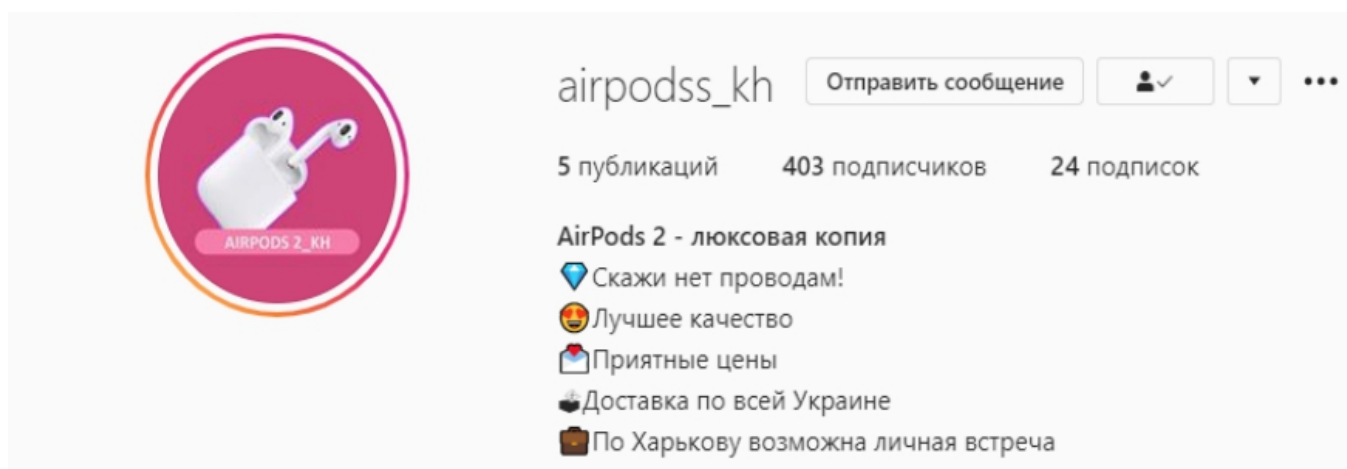 AIRPODS 2_KH
airpodss_kh Отправить сообщение
5 публикаций 403 подписчиков 24 подписок
AirPods 2 - люксовая копия
Скажи нет проводам!
Лучшее качество
Приятные цены
Доставка по всей Украине
По Харькову возможна личная встреча